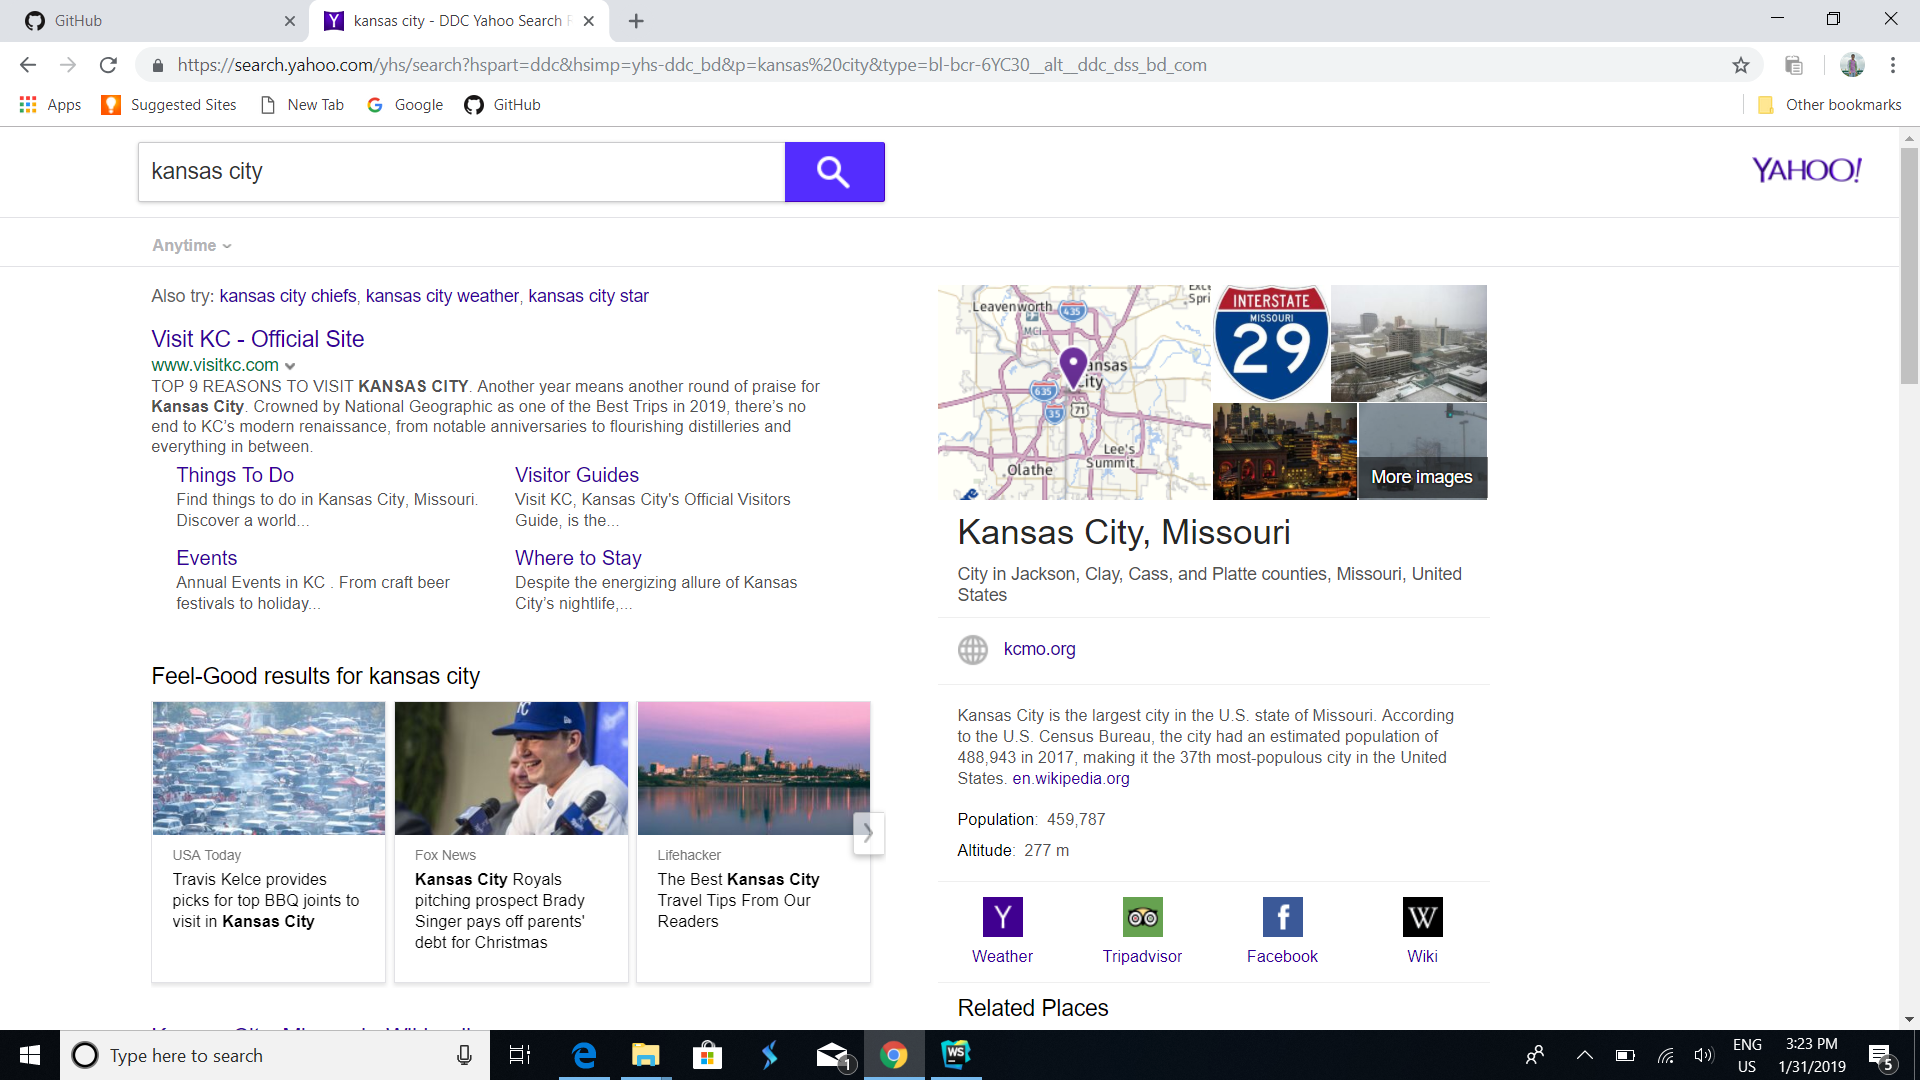 GitHub
kansas city - DDC Yahoo Search
https://search.yahoo.com/yhs/search?hspart=ddc&hsimp=yhs-ddc_bd&p=kansas%20city&type=bl-bcr-6YC30__alt__ddc_dss_bd_com
Apps
Suggested Sites
New Tab
Google
GitHub
Other bookmarks
kansas city
YAHOO!
Anytime
Also try: kansas city chiefs, kansas city weather, kansas city star
Visit KC - Official Site
www.visitkc.com
TOP 9 REASONS TO VISIT KANSAS CITY. Another year means another round of praise for
Kansas City. Crowned by National Geographic as one of the Best Trips in 2019, there’s no
end to KC’s modern renaissance, from notable anniversaries to flourishing distilleries and
everything in between.
Things To Do
Find things to do in Kansas City, Missouri.
Discover a world...
Visitor Guides
Visit KC, Kansas City's Official Visitors
Guide, is the...
Events
Annual Events in KC . From craft beer
festivals to holiday...
Where to Stay
Despite the energizing allure of Kansas
City’s nightlife,...
Feel-Good results for kansas city
KC
USA Today
Travis Kelce provides
picks for top BBQ joints to
visit in Kansas City
Fox News
Kansas City Royals
pitching prospect Brady
Singer pays off parents'
debt for Christmas
Lifehacker
The Best Kansas City
Travel Tips From Our
Readers
Leavenworth
435
MCI
Spri
ansas
ity
635
35
71
Lee's
Summit
Olathe
INTERSTATE
MISSOURI
29
More images
Kansas City, Missouri
City in Jackson, Clay, Cass, and Platte counties, Missouri, United
States
kcmo.org
Kansas City is the largest city in the U.S. state of Missouri. According
to the U.S. Census Bureau, the city had an estimated population of
488,943 in 2017, making it the 37th most-populous city in the United
States. en.wikipedia.org
Population: 459,787
Altitude: 277 m
Weather
Tripadvisor
Facebook
Wiki
Related Places
Type here to search
1
WS
ENG
US
3:23 PM
1/31/2019
5